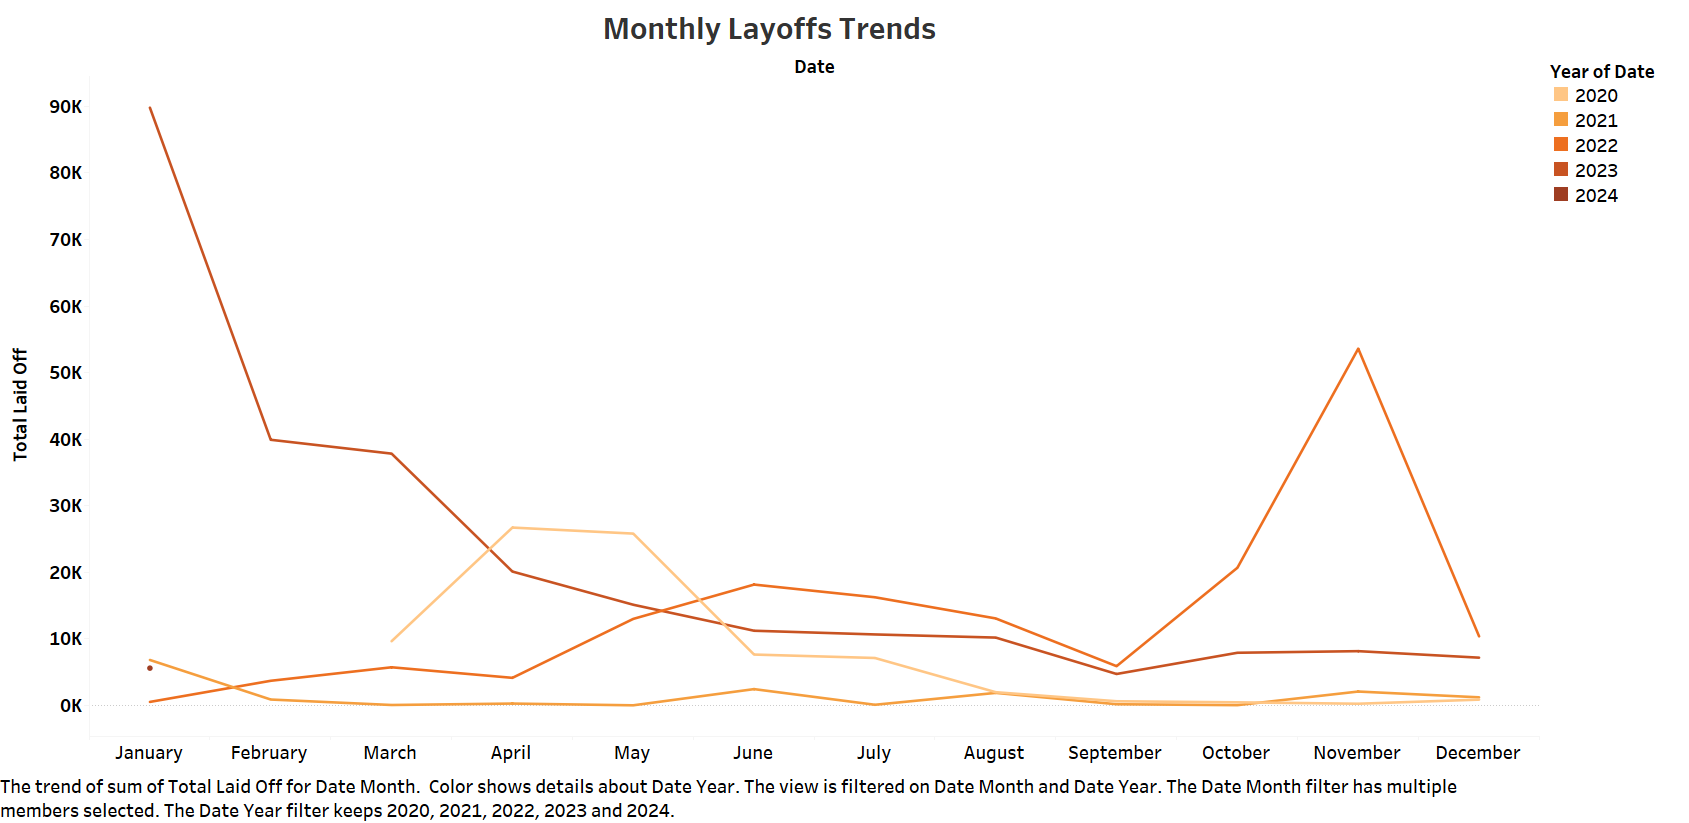 Monthly Layoffs Trends
Date
Year of Date
2020
2021
2022
2023
2024
Total Laid Off
90K
80K
70K
60K
50K
40K
30K
20K
10K
0K
January February March April May June July August September October November December
The trend of sum of Total Laid Off for Date Month.  Color shows details about Date Year. The view is filtered on Date Month and Date Year. The Date Month filter has multiple
members selected. The Date Year filter keeps 2020, 2021, 2022, 2023 and 2024.